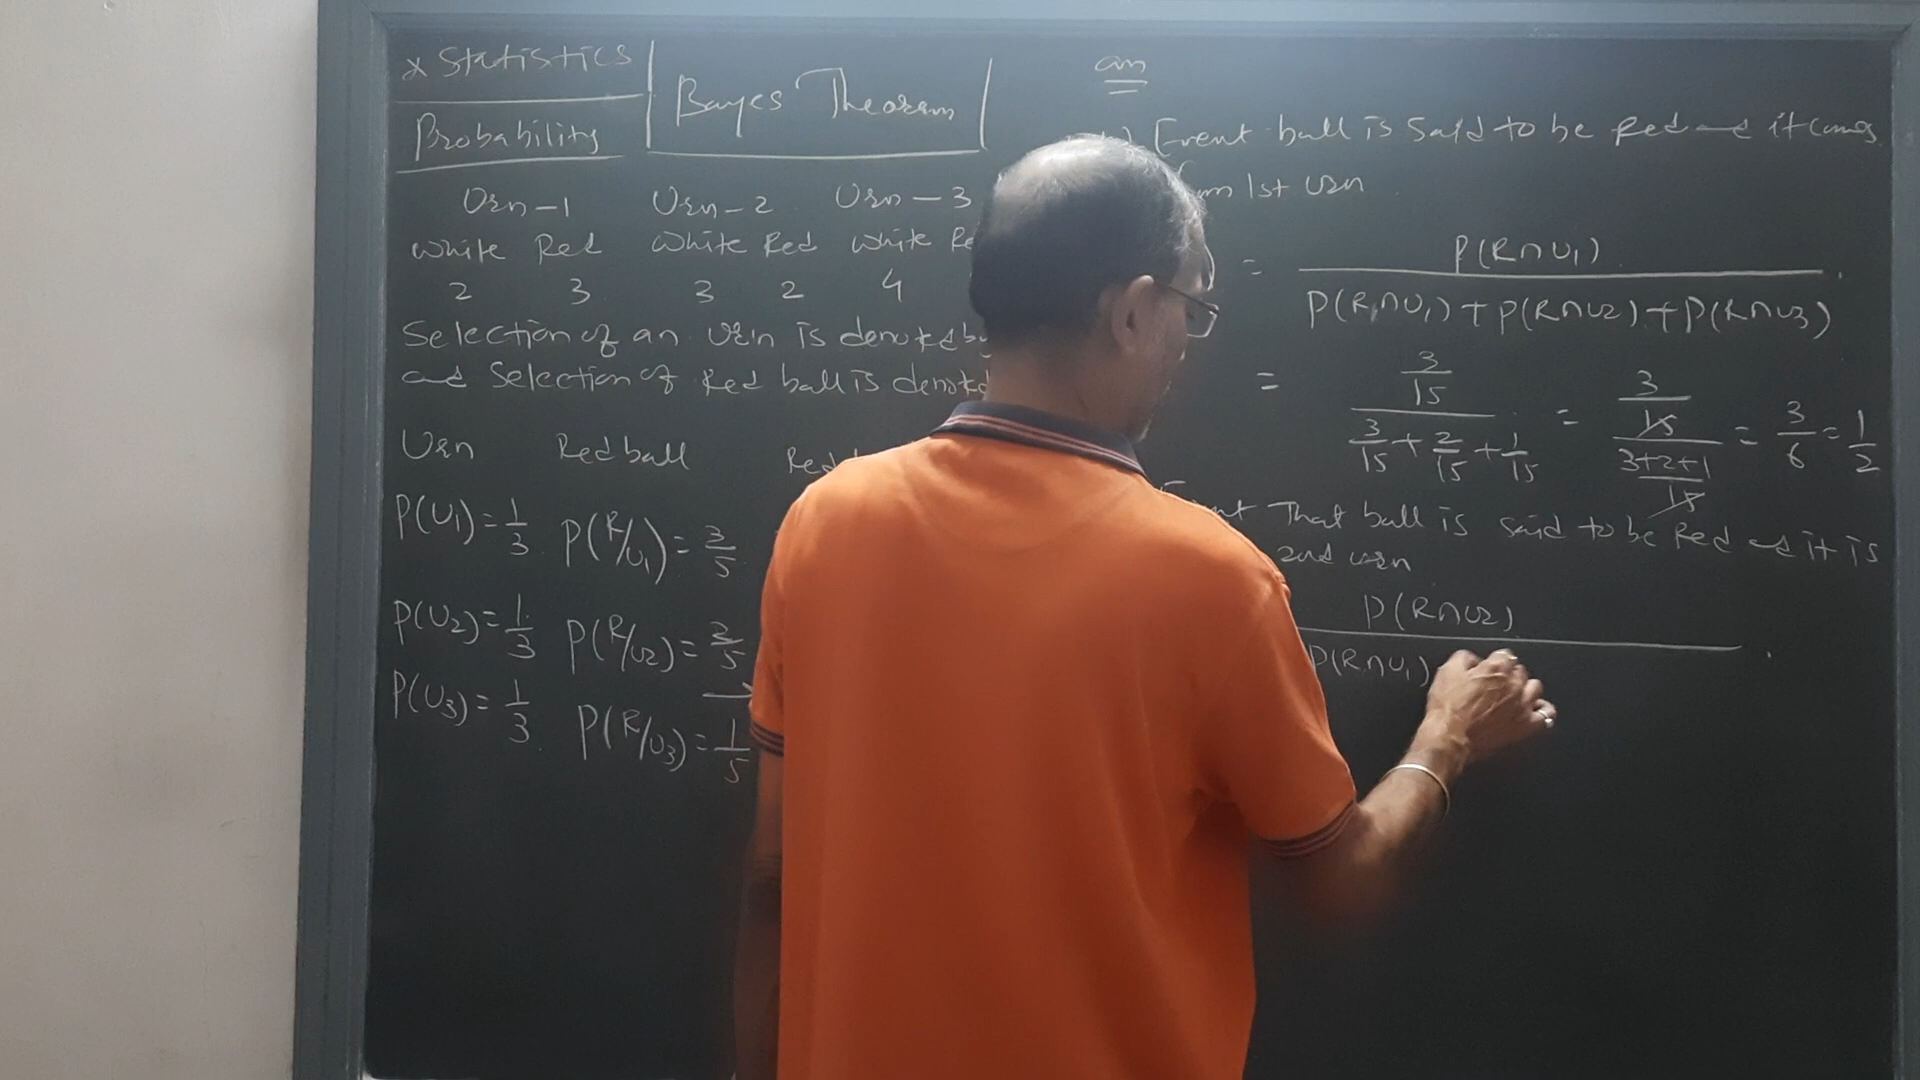 x Statistics
Probability
Bayes Theorem
Urn-1 Urn-2 Urn-3
White Red White Red White Re
2 3 3 2 4
Selection of an Urn is denoted by
and Selection of Red ball is denoted
Urn Red ball Red
P(U1)=1/3 P(R/U1)=3/5
P(U2)=1/3 P(R/U2)=2/5
P(U3)=1/3 P(R/U3)=1/5
Event ball is said to be Red and it comes
1st urn
= P(R∩U1)
P(R∩U1)+P(R∩U2)+P(R∩U3)
= 3/15 / 3/15+2/15+1/15 = 3/15 / 3+2+1/15 = 3/6 = 1/2
That ball is said to be Red and it is
2nd urn
P(R∩U2)
P(R∩U1)